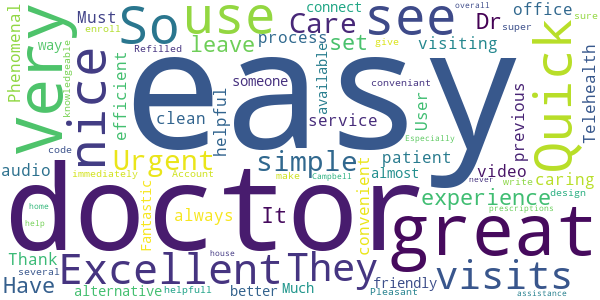 easy
doctor
great
Very
nice
So
use
see
Quick
Excellent
They
visits
Care
Dr
office
connect
overall
super
sure
Must
enroll
Phenomenal
way
knowledgeable
Refilled
process
leave
set
visiting
give
someone
available
convenient
clean
efficient
helpful
service
User
previous
Telehealth
code
Urgent
simple
patient
Especially
almost
video
caring
never
write
audio
immediately
Account
make
Campbell
experience
prescriptions
design
home
help
Fantastic
always
It
conveniant
Thank
Have
several
alternative
helpfull
house
better
Much
friendly
Pleasant
assistance